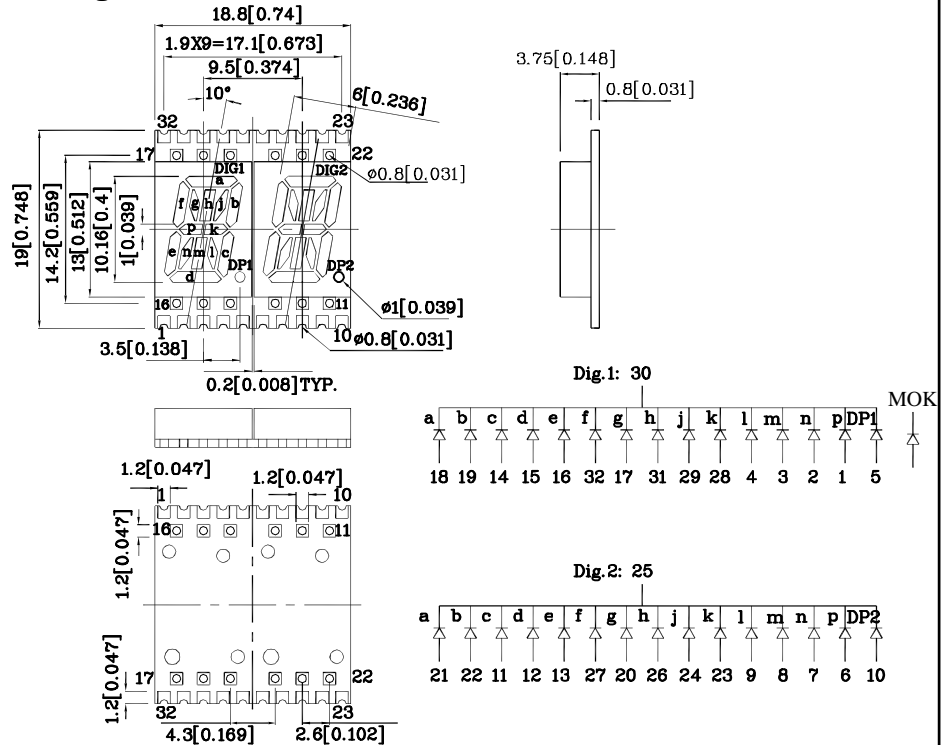 18.8[0.74]
1.9X9=17.1[0.673]
9.5[0.374]
10°
6[0.236]
32
23
17
22
DIG1
DIG2
ø0.8[0.031]
a
f g h j b
p k
e n m l c
d
DP1
DP2
19[0.748]
14.2[0.559]
13[0.512]
10.16[0.4]
1[0.039]
16
11
ø1[0.039]
1
10
ø0.8[0.031]
3.5[0.138]
0.2[0.008]TYP.
3.75[0.148]
0.8[0.031]
1.2[0.047]
1.2[0.047]
1
10
16
11
1.2[0.047]
17
22
1.2[0.047]
32
23
4.3[0.169]
2.6[0.102]
Dig.1: 30
MOK
a b c d e f g h j k l m n p DP1
18 19 14 15 16 32 17 31 29 28 4 3 2 1 5
Dig.2: 25
a b c d e f g h j k l m n p DP2
21 22 11 12 13 27 20 26 24 23 9 8 7 6 10